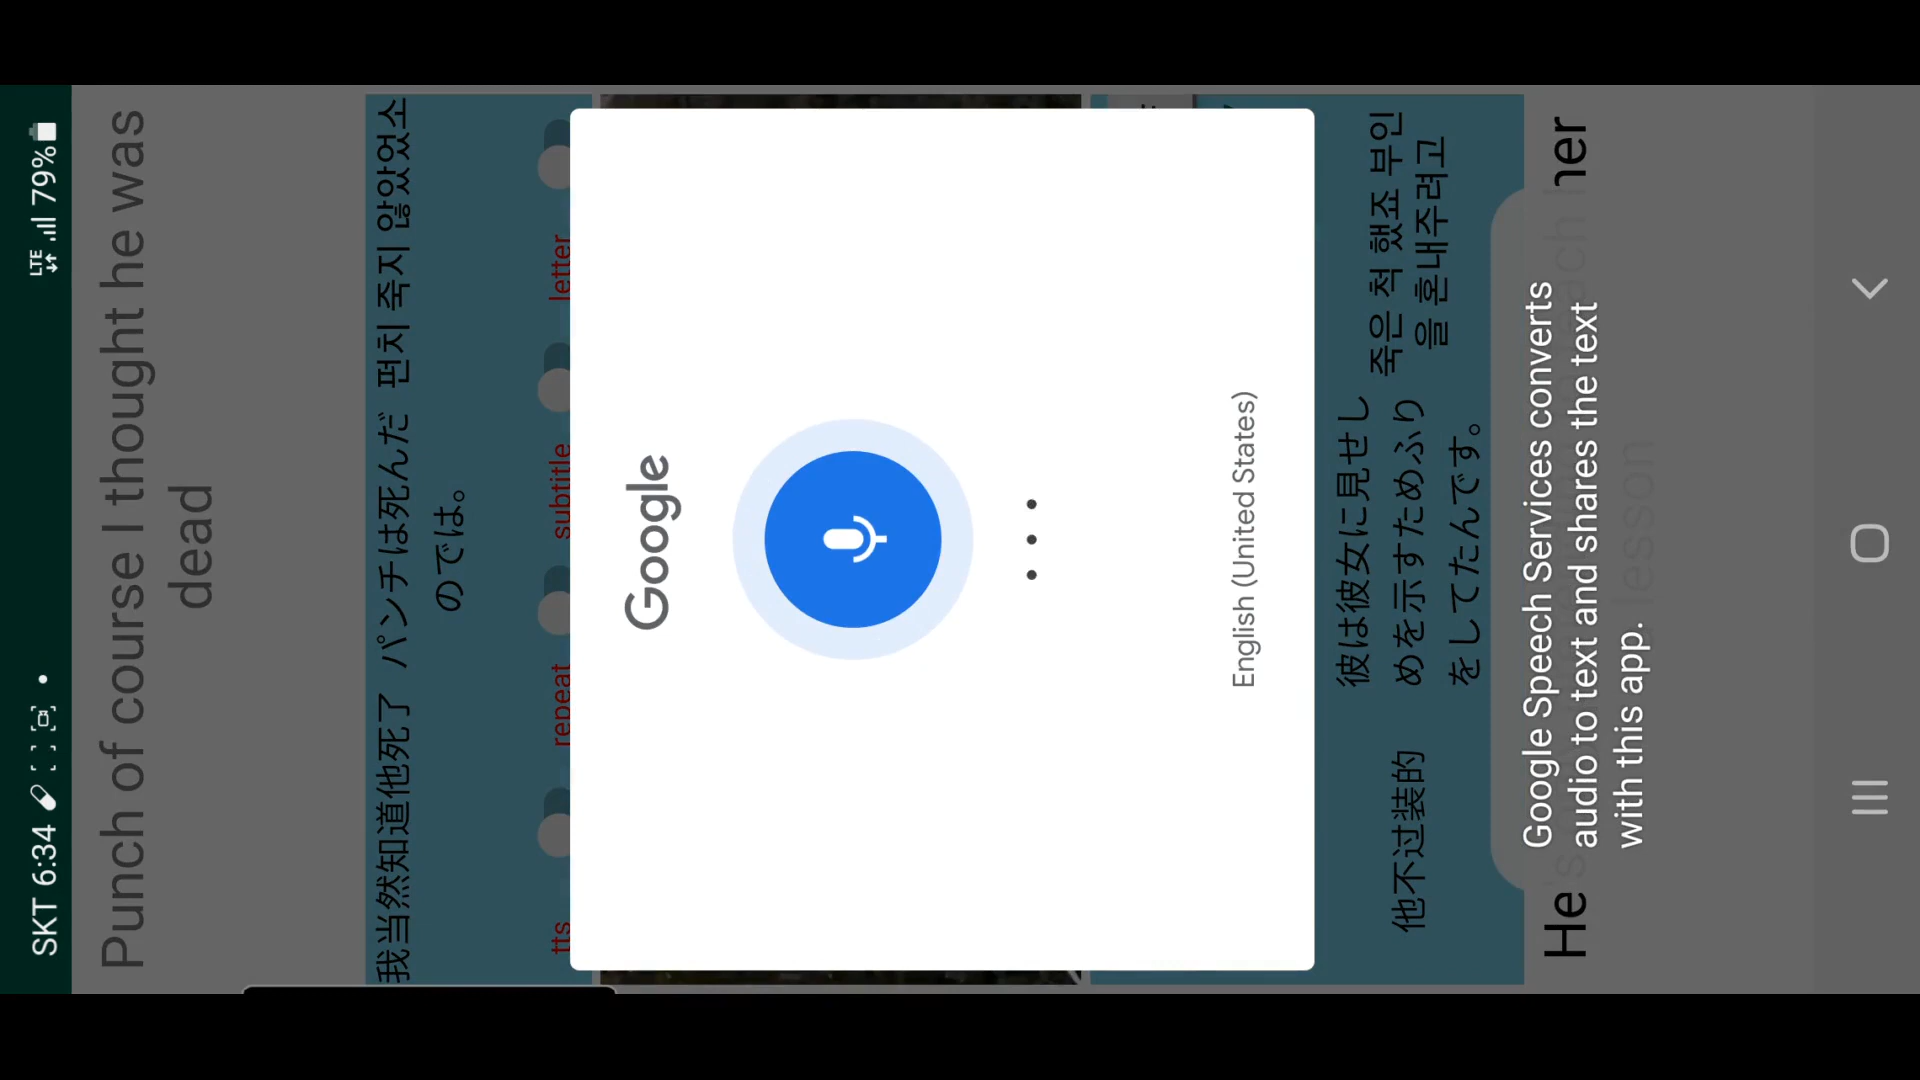 SKT 6:34
LTE
79%
Punch of course I thought he was
dead
我当然知道他死了
パンチは死んだ
のでは。
펀치 죽지 않았었소
tts
repeat
subtitle
letter
Google
English (United States)
他不过装的
彼は彼女に見せし
めを示すためふり
をしてたんです。
죽은 척 했죠 부인
을 혼내주려고
He
her
lesson
Google Speech Services converts
audio to text and shares the text
with this app.